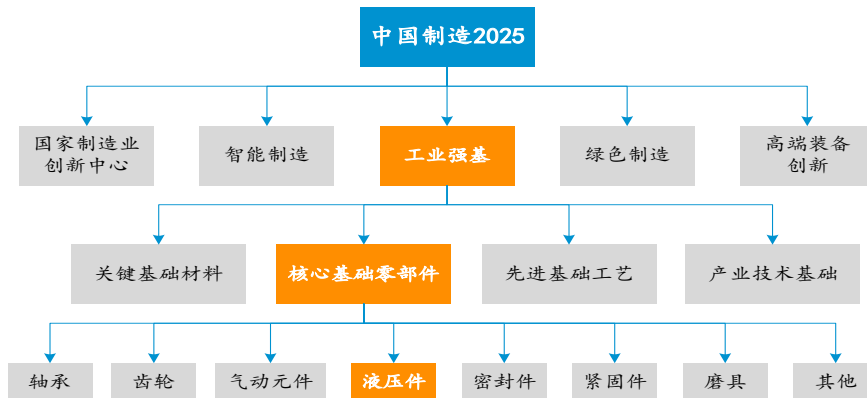 中国制造2025
国家制造业
创新中心
智能制造
工业强基
绿色制造
高端装备
创新
关键基础材料
核心基础零部件
先进基础工艺
产业技术基础
轴承
齿轮
气动元件
液压件
密封件
紧固件
磨具
其他